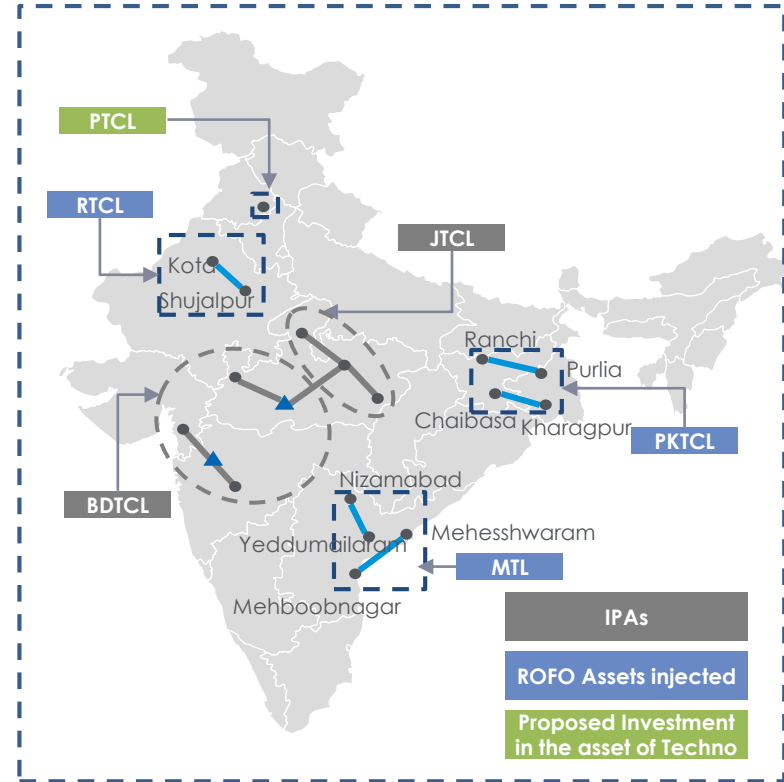 PTCL
RTCL
JTCL
Kota
Shujalpur
Ranchi
Purlia
Chaibasa
Kharagpur
PKTCL
BDTCL
Nizamabad
Mehesshwaram
Yeddumailaram
MTL
Mehboobnagar
IPAs
ROFO Assets injected
Proposed Investment
in the asset of Techno